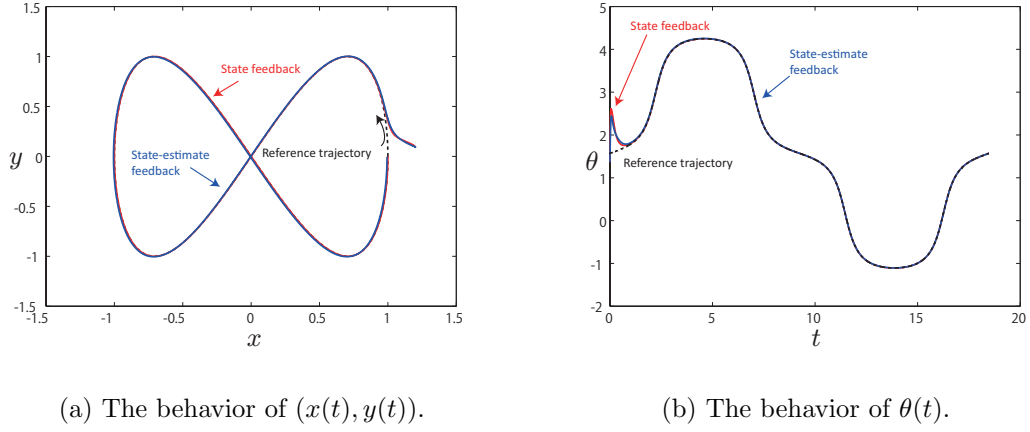 1.5
1
0.5
0
-0.5
-1
-1.5
y
-1.5
-1
-0.5
0
0.5
1
1.5
x
State feedback
Reference trajectory
State-estimate
feedback
(a) The behavior of (x(t), y(t)).
5
4
3
2
1
0
-1
-2
θ
0
5
10
15
20
t
State feedback
State-estimate
feedback
Reference trajectory
(b) The behavior of θ(t).